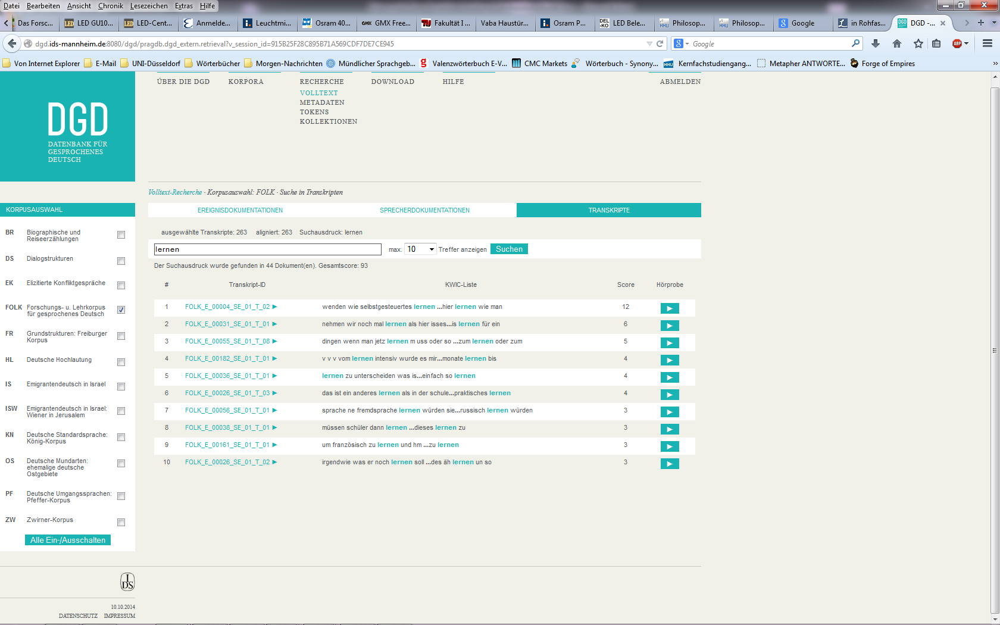 Datei Bearbeiten Ansicht Chronik Lesezeichen Extras Hilfe
Das Forsc... LED GU10... LED-Cent... Anmelde... Leuchtmi... Osram 40... GMX Free... Fakultät I ... Vaba Haustür... Osram P... LED Bele... Philosop... Philosop... Google in Rohfas... DGD -...
dgd.ids-mannheim.de:8080/dgd/pragdb.dgd_extern.retrieval?v_session_id=915B25F28C895B71A569CDF7DE7CE945 Google
Von Internet Explorer E-Mail UNI-Düsseldorf Wörterbücher Morgen-Nachrichten Mündlicher Sprachgeb... Valenzwörterbuch E-V... CMC Markets Wörterbuch - Synony... Kernfachstudiengang... Metapher ANTWORTE... Forge of Empires
ÜBER DIE DGD KORPORA RECHERCHE DOWNLOAD HILFE ABMELDEN
VOLLTEXT
METADATEN
TOKENS
KOLLEKTIONEN
DGD
DATENBANK FÜR
GESPROCHENES
DEUTSCH
Volltext-Recherche · Korpusauswahl: FOLK · Suche in Transkripten
KORPUSAUSWAHL
BR Biographische und
Reiseerzählungen
DS Dialogstrukturen
EK Elizitierte Konfliktgespräche
FOLK Forschungs- u. Lehrkorpus
für gesprochenes Deutsch
FR Grundstrukturen: Freiburger
Korpus
HL Deutsche Hochlautung
IS Emigrantendeutsch in Israel
ISW Emigrantendeutsch in Israel:
Wiener in Jerusalem
KN Deutsche Standardsprache:
König-Korpus
OS Deutsche Mundarten:
ehemalige deutsche
Ostgebiete
PF Deutsche Umgangssprachen:
Pfeffer-Korpus
ZW Zwirner-Korpus
Alle Ein-/Ausschalten
EREIGNISDOKUMENTATIONEN SPRECHERDOKUMENTATIONEN TRANSKRIPTE
ausgewählte Transkripte: 263 aligniert: 263 Suchausdruck: lernen
lernen max. 10 Treffer anzeigen Suchen
Der Suchausdruck wurde gefunden in 44 Dokument(en). Gesamtscore: 93
# Transkript-ID KWIC-Liste Score Hörprobe
1 FOLK_E_00004_SE_01_T_02 wenden wie selbstgesteuertes lernen ...hier lernen wie man 12
2 FOLK_E_00031_SE_01_T_01 nehmen wir noch mal lernen als hier isses...is lernen für ein 6
3 FOLK_E_00055_SE_01_T_08 dingen wenn man jetz lernen m uss oder so ...zum lernen oder zum 5
4 FOLK_E_00182_SE_01_T_01 v v v vom lernen intensiv wurde es mir...monate lernen bis 4
5 FOLK_E_00036_SE_01_T_01 lernen zu unterscheiden was is...einfach so lernen 4
6 FOLK_E_00026_SE_01_T_03 das ist ein anderes lernen als in der schule...praktisches lernen 4
7 FOLK_E_00056_SE_01_T_01 sprache ne fremdsprache lernen würden sie...russisch lernen würden 3
8 FOLK_E_00038_SE_01_T_01 müssen schüler dann lernen ...dieses lernen zu 3
9 FOLK_E_00161_SE_01_T_01 um französisch zu lernen und hm ...zu lernen 3
10 FOLK_E_00026_SE_01_T_02 irgendwie was er noch lernen soll ...des äh lernen un so 3
IDS
10.10.2014
DATENSCHUTZ IMPRESSUM